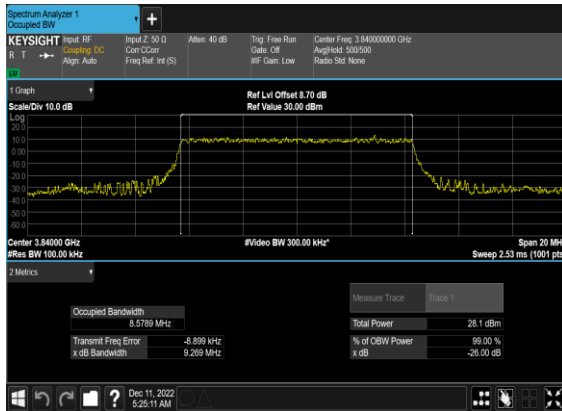 Spectrum Analyzer 1
Occupied BW
+
KEYSIGHT
R T
Input: RF
Coupling: DC
Align: Auto
Input Z: 50 Ω
Corr CCorr
Freq Ref: Int (S)
Atten: 40 dB
Trig: Free Run
Gate: Off
#IF Gain: Low
Center Freq: 3.840000000 GHz
Avg|Hold: 500/500
Radio Std: None
1 Graph
Scale/Div 10.0 dB
Ref Lvl Offset 8.70 dB
Ref Value 30.00 dBm
Log
20.0
10.0
0.00
-10.0
-20.0
-30.0
-40.0
-50.0
-60.0
Center 3.84000 GHz
#Res BW 100.00 kHz
#Video BW 300.00 kHz*
Span 20 MH
Sweep 2.53 ms (1001 pts
2 Metrics
Measure Trace
Trace 1
Occupied Bandwidth
8.5789 MHz
Total Power
28.1 dBm
Transmit Freq Error
-8.899 kHz
% of OBW Power
99.00 %
x dB Bandwidth
9.269 MHz
x dB
-26.00 dB
?
Dec 11, 2022
5:25:11 AM